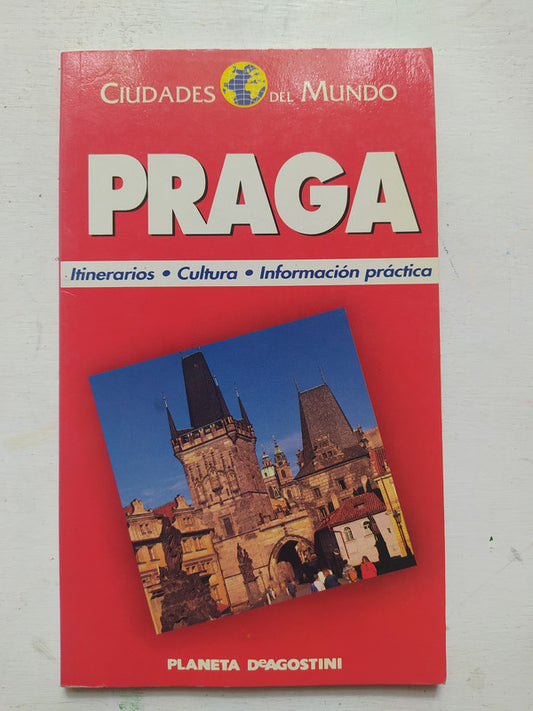 CIUDADES DEL MUNDO
PRAGA
Itinerarios • Cultura • Información práctica
PLANETA DeAGOSTINI